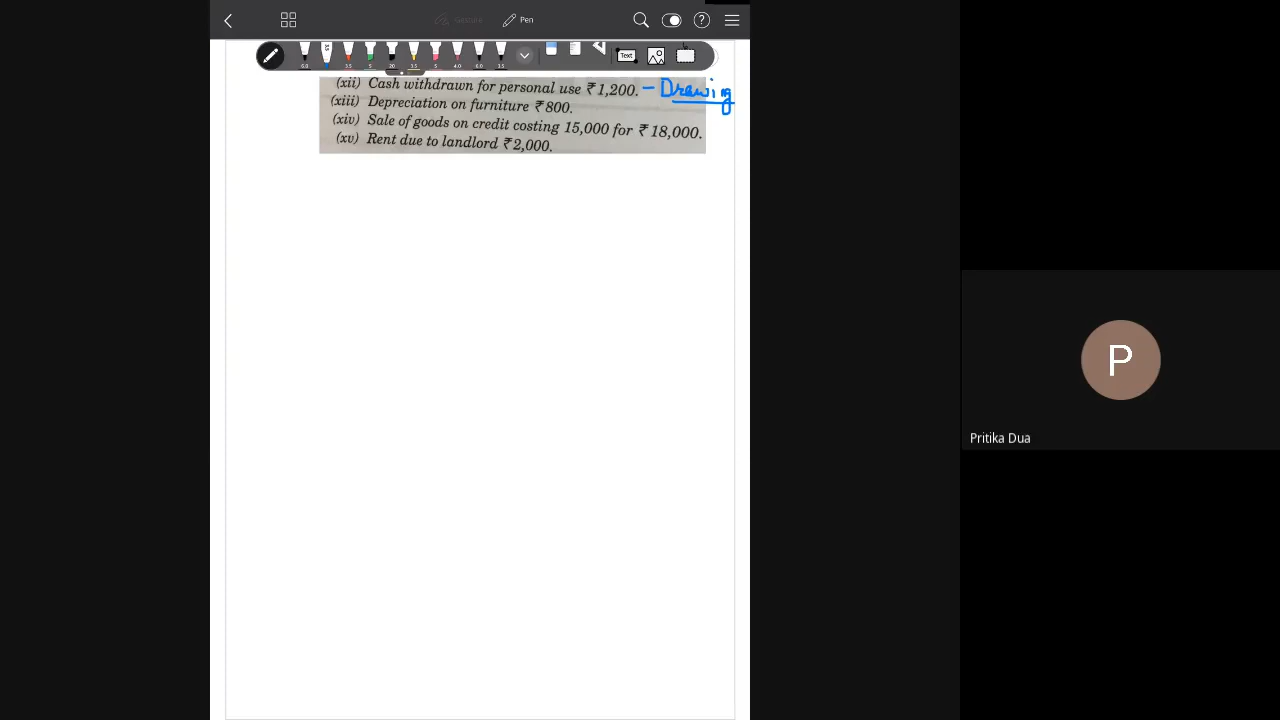 Pen
Text
(xii) Cash withdrawn for personal use ₹1,200. – Drawing
(xiii) Depreciation on furniture ₹800.
(xiv) Sale of goods on credit costing 15,000 for ₹18,000.
(xv) Rent due to landlord ₹2,000.
P
Pritika Dua